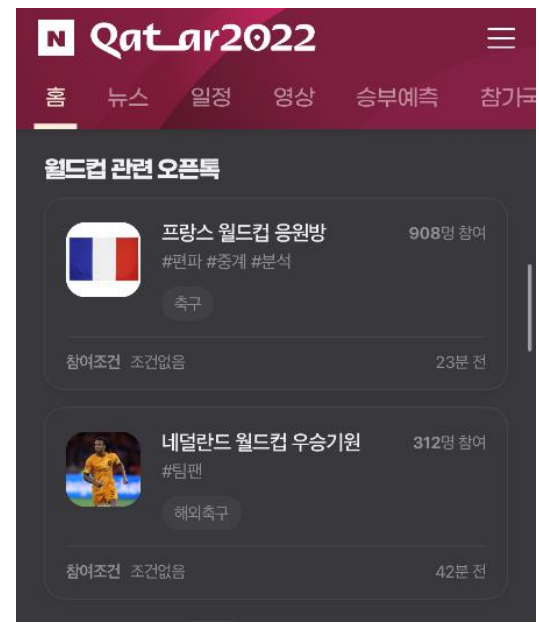 N Qatar2022
홈 뉴스 일정 영상 승부예측 참가국
월드컵 관련 오픈톡
프랑스 월드컵 응원방 908명 참여
#편파 #중계 #분석
축구
참여조건 조건없음 23분 전
네덜란드 월드컵 우승기원 312명 참여
#팀팬
해외축구
참여조건 조건없음 42분 전